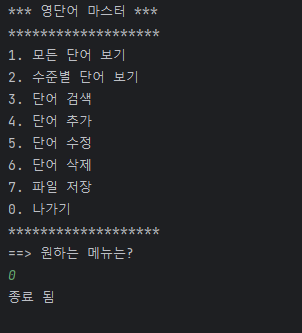 *** 영단어 마스터 ***
*******************
1. 모든 단어 보기
2. 수준별 단어 보기
3. 단어 검색
4. 단어 추가
5. 단어 수정
6. 단어 삭제
7. 파일 저장
0. 나가기
*******************
==> 원하는 메뉴는?
0
종료 됨